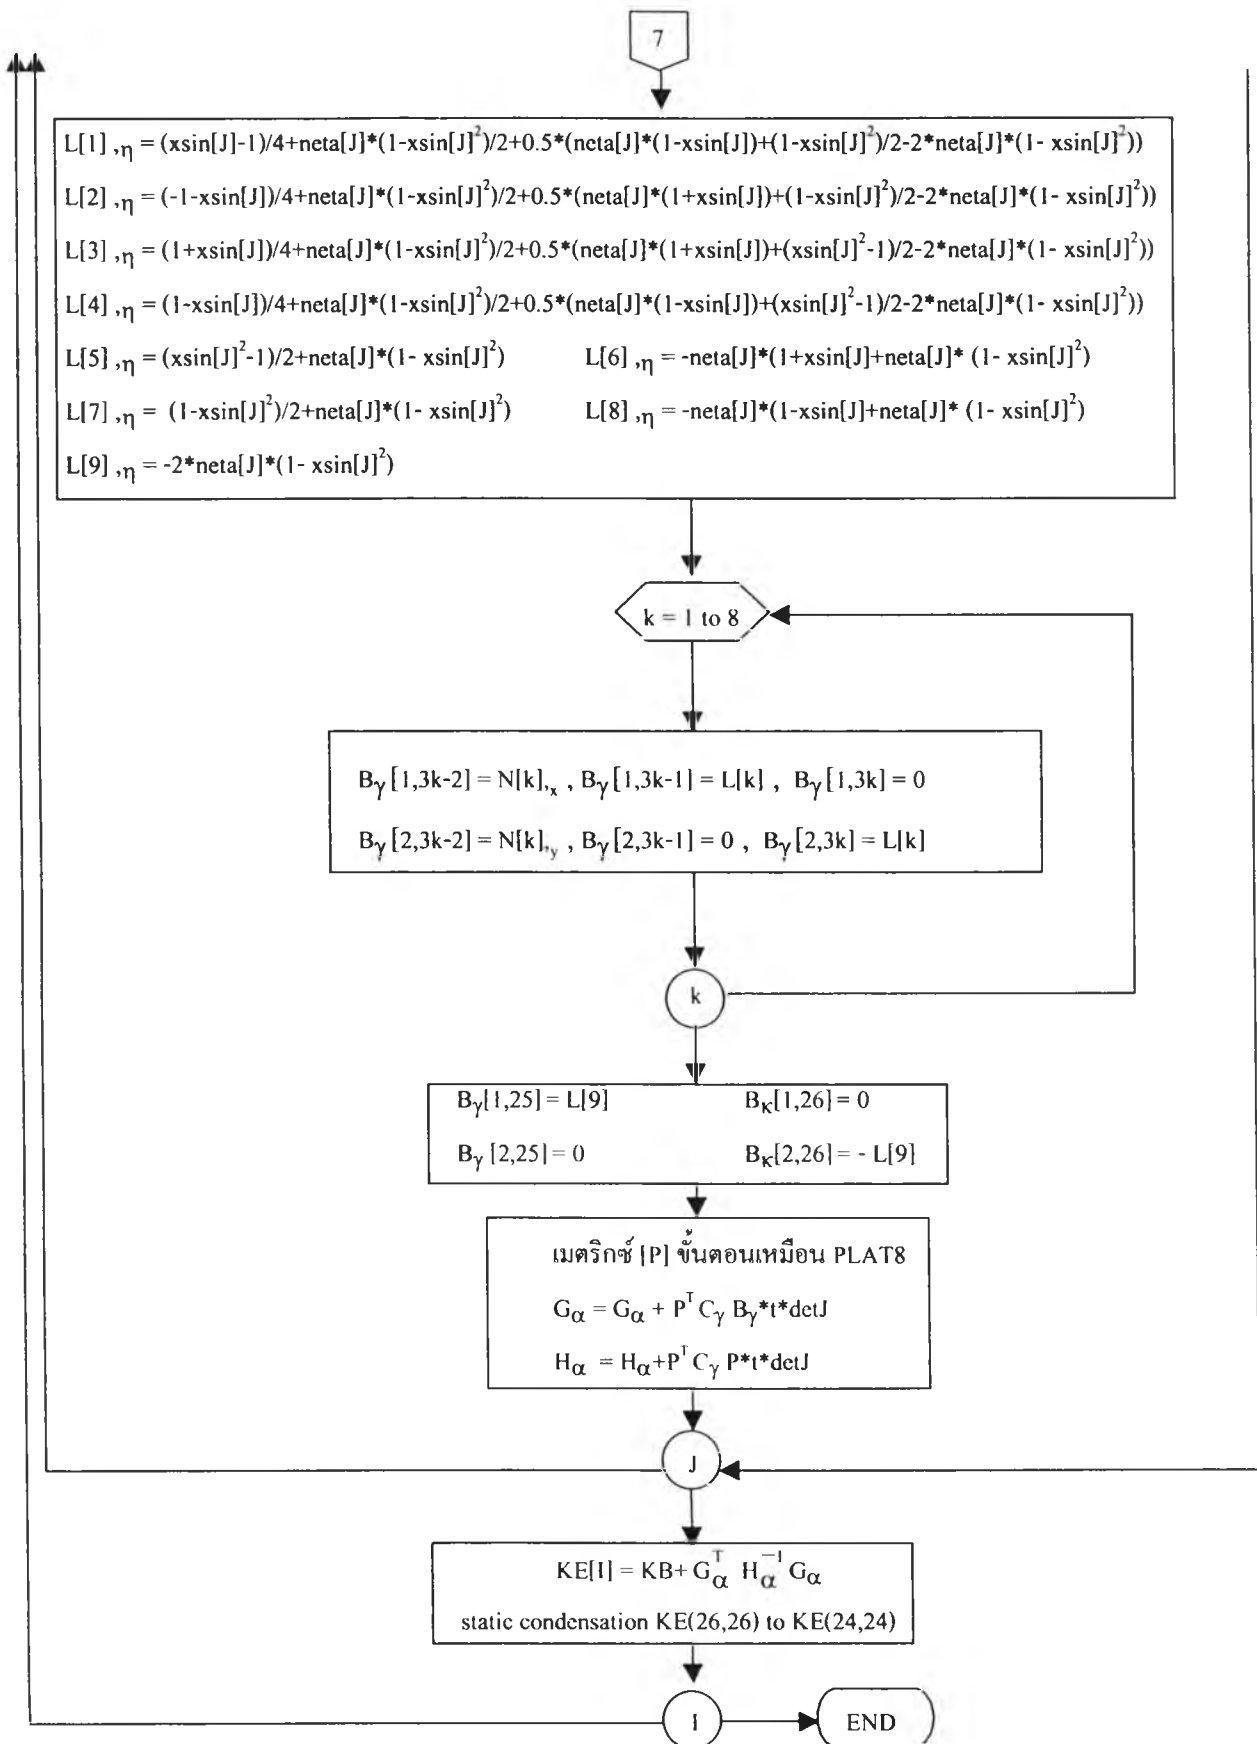 7
L[1] ,η = (xsin[J]-1)/4+neta[J]*(1-xsin[J]²)/2+0.5*(neta[J]*(1-xsin[J])+(1-xsin[J]²)/2-2*neta[J]*(1- xsin[J]²))
L[2] ,η = (-1-xsin[J])/4+neta[J]*(1-xsin[J]²)/2+0.5*(neta[J]*(1+xsin[J])+(1-xsin[J]²)/2-2*neta[J]*(1- xsin[J]²))
L[3] ,η = (1+xsin[J])/4+neta[J]*(1-xsin[J]²)/2+0.5*(neta[J]*(1+xsin[J])+(xsin[J]²-1)/2-2*neta[J]*(1- xsin[J]²))
L[4] ,η = (1-xsin[J])/4+neta[J]*(1-xsin[J]²)/2+0.5*(neta[J]*(1-xsin[J])+(xsin[J]²-1)/2-2*neta[J]*(1- xsin[J]²))
L[5] ,η = (xsin[J]²-1)/2+neta[J]*(1- xsin[J]²) L[6] ,η = -neta[J]*(1+xsin[J]+neta[J]* (1- xsin[J]²)
L[7] ,η = (1-xsin[J]²)/2+neta[J]*(1- xsin[J]²) L[8] ,η = -neta[J]*(1-xsin[J]+neta[J]* (1- xsin[J]²)
L[9] ,η = -2*neta[J]*(1- xsin[J]²)
k = 1 to 8
Bγ [1,3k-2] = N[k],x , Bγ [1,3k-1] = L[k] , Bγ [1,3k] = 0
Bγ [2,3k-2] = N[k],y , Bγ [2,3k-1] = 0 , Bγ [2,3k] = L[k]
k
Bγ[1,25] = L[9] Bκ[1,26] = 0
Bγ [2,25] = 0 Bκ[2,26] = - L[9]
เมตริกซ์ [P] ขั้นตอนเหมือน PLAT8
Gα = Gα + Pᵀ Cγ Bγ*t*detJ
Hα = Hα+Pᵀ Cγ P*t*detJ
J
KE[I] = KB+ Gαᵀ Hα⁻¹ Gα
static condensation KE(26,26) to KE(24,24)
I
END